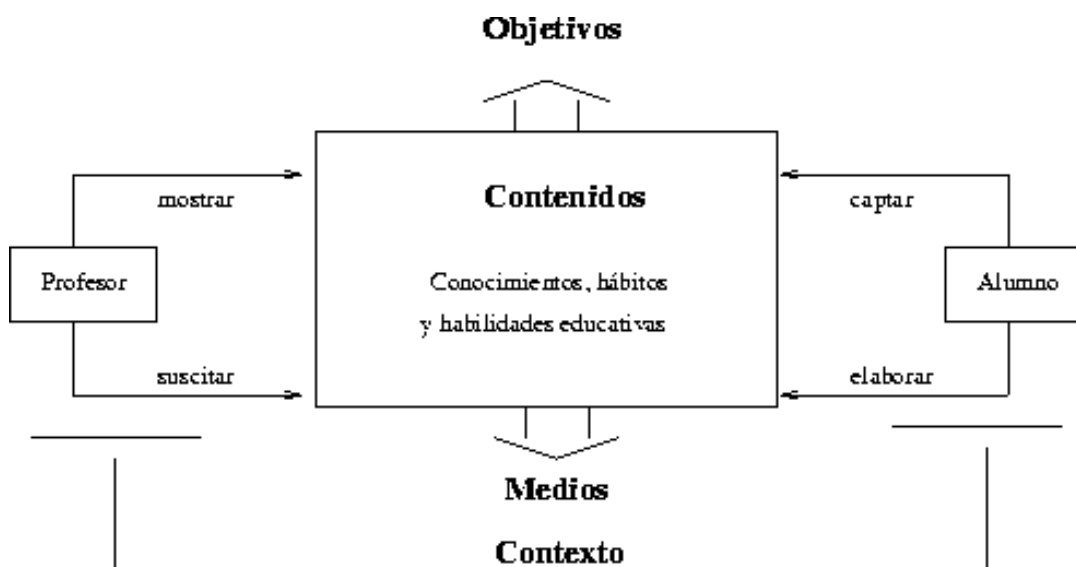 Objetivos
mostrar
Contenidos
captar
Profesor
Conocimientos, hábitos
y habilidades educativas
Alumno
suscitar
elaborar
Medios
Contexto